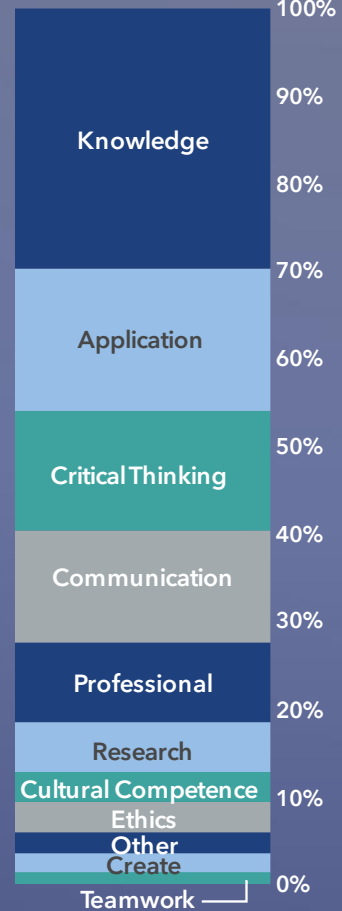 100%
90%
Knowledge
80%
70%
Application
60%
50%
Critical Thinking
40%
Communication
30%
Professional
20%
Research
Cultural Competence
10%
Ethics
Other
Create
0%
Teamwork